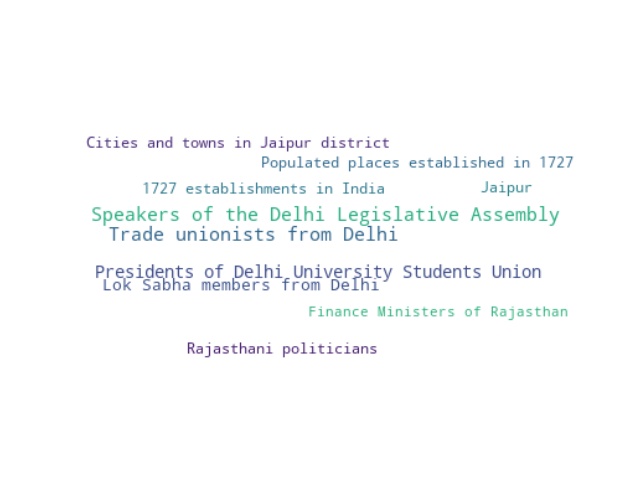 Cities and towns in Jaipur district
Populated places established in 1727
1727 establishments in India
Jaipur
Speakers of the Delhi Legislative Assembly
Trade unionists from Delhi
Presidents of Delhi University Students Union
Lok Sabha members from Delhi
Finance Ministers of Rajasthan
Rajasthani politicians